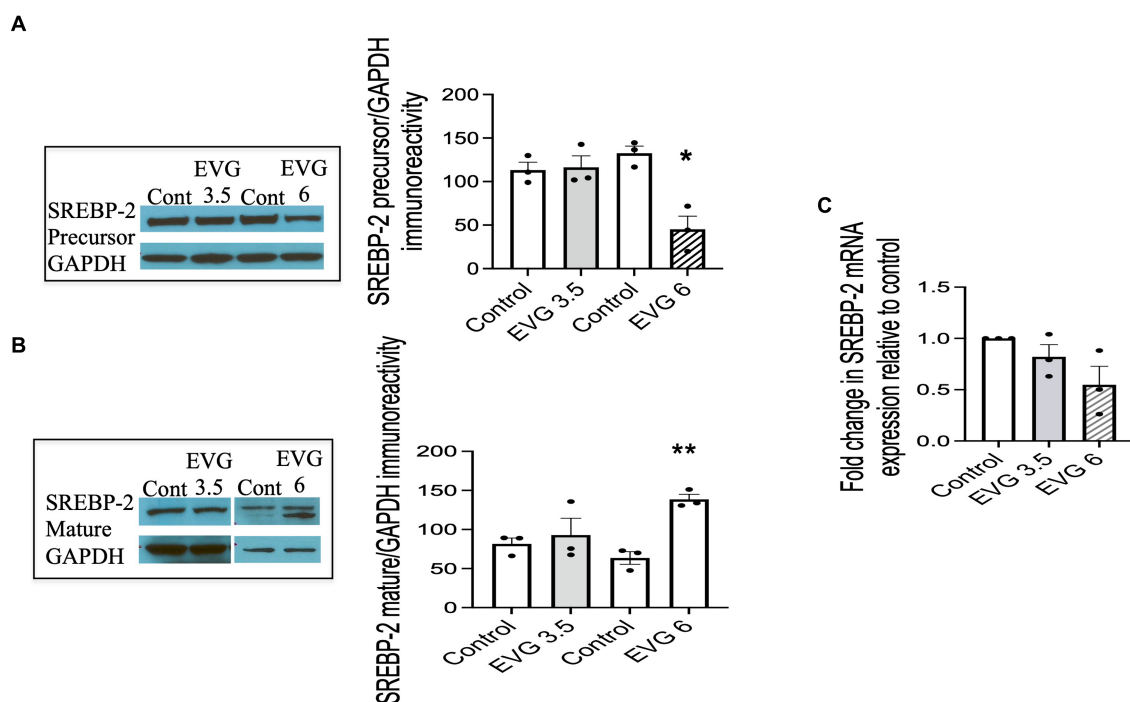 A
SREBP-2 precursor/GAPDH
immunoreactivity
200
150
100
50
0
*
Control
EVG 3.5
Control
EVG 6
EVG EVG
Cont 3.5 Cont 6
SREBP-2
Precursor
GAPDH
B
SREBP-2 mature/GAPDH immunoreactivity
200
150
100
50
0
**
Control
EVG 3.5
Control
EVG 6
EVG EVG
Cont 3.5 Cont 6
SREBP-2
Mature
GAPDH
C
Fold change in SREBP-2 mRNA
expression relative to control
1.5
1.0
0.5
0.0
Control
EVG 3.5
EVG 6